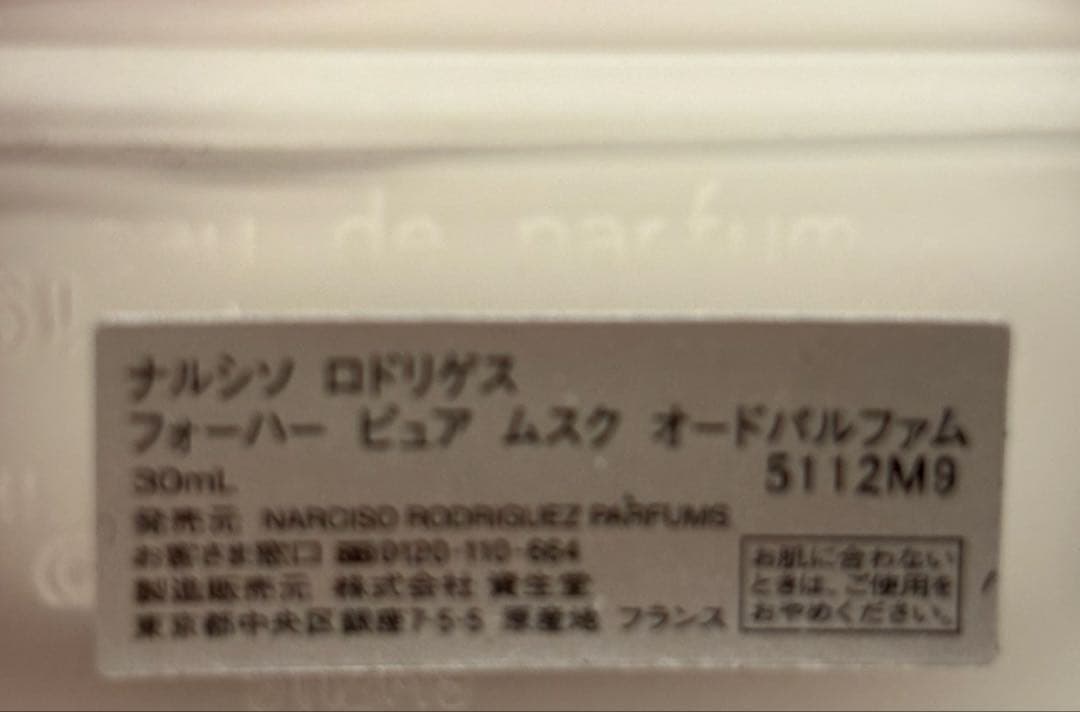 eau de parfum
ナルシソ ロドリゲス
フォーハー ピュア ムスク オードパルファム
30mL
5112M9
発売元 NARCISO RODRIGUEZ PARFUMS
お客さま窓口 0120-110-664
製造販売元 株式会社 資生堂
東京都中央区銀座7-5-5 原産地 フランス
お肌に合わない
ときは、ご使用を
おやめください。